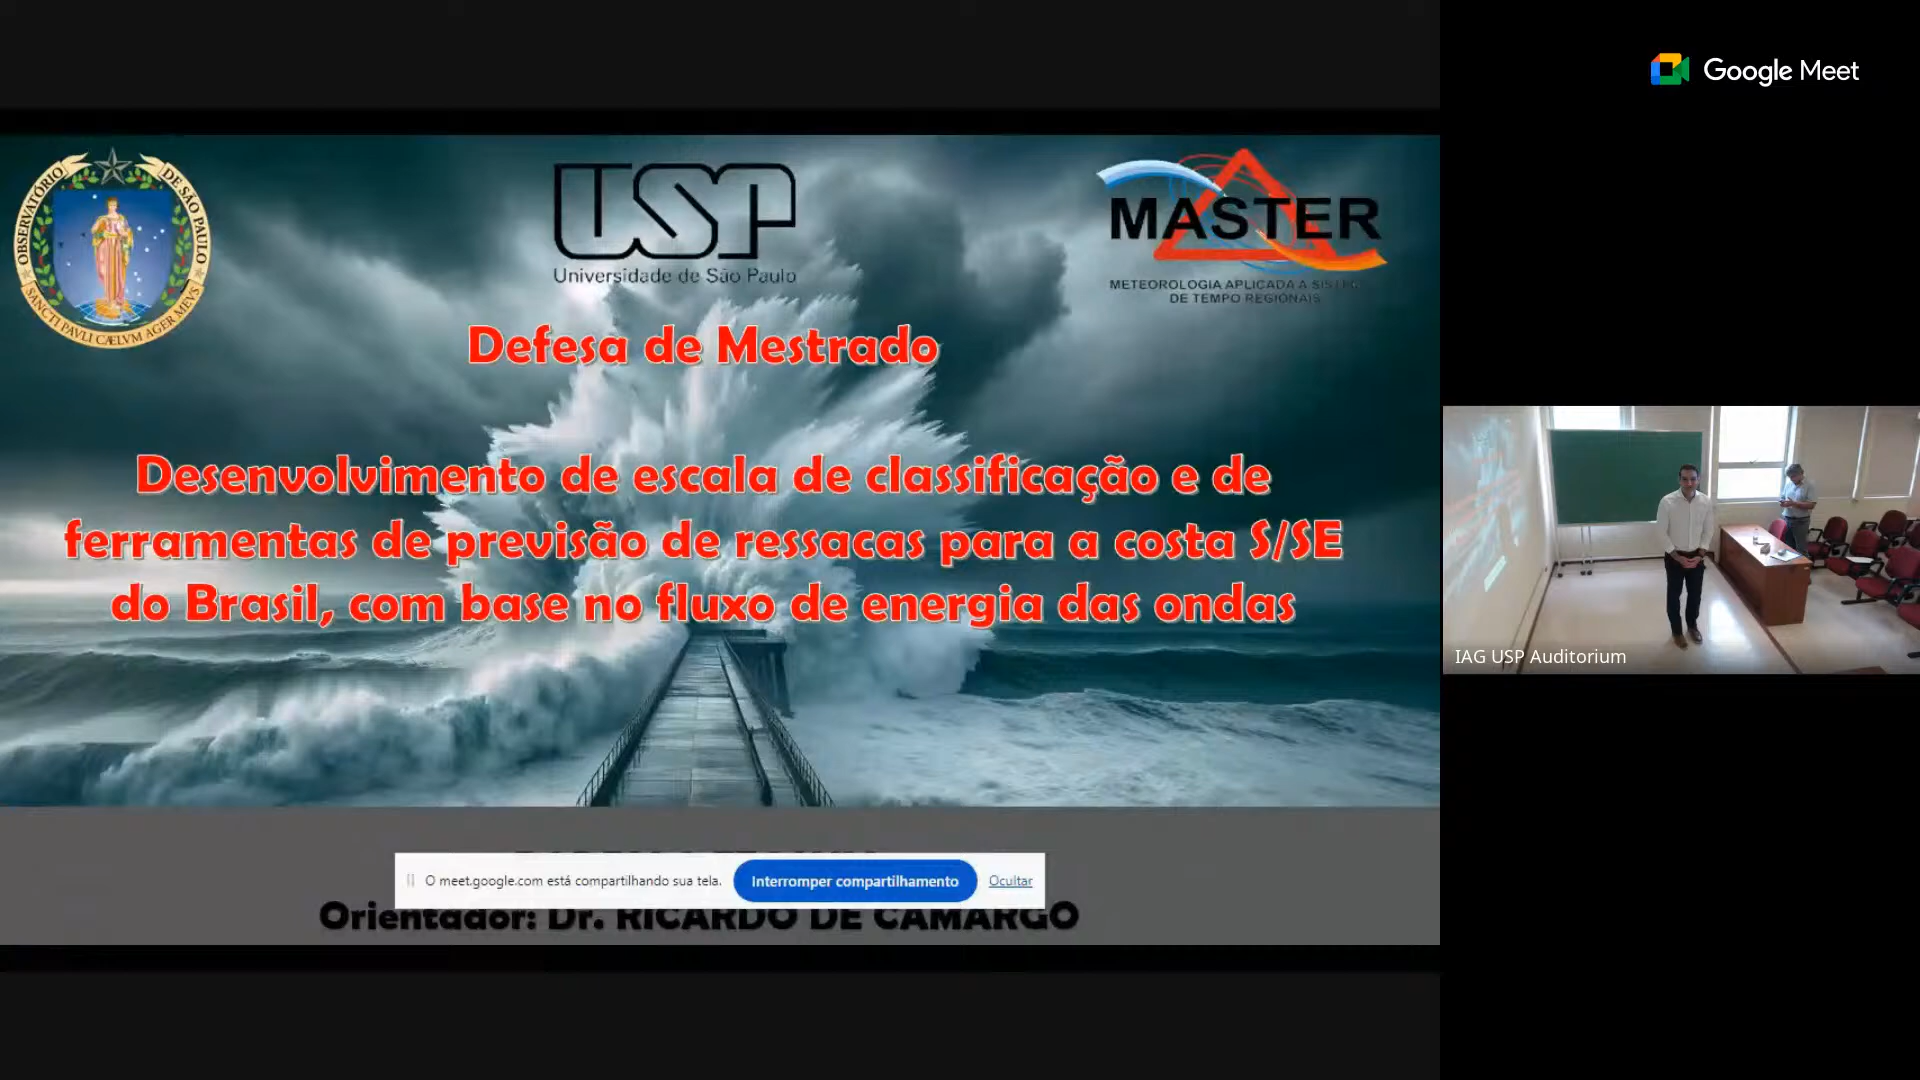 Google Meet
OBSERVATÓRIO DE SÃO PAULO
SANCTI PAVLI CÆLVM AGER MEVS
USP
Universidade de São Paulo
MASTER
METEOROLOGIA APLICADA A
DE TEMPO REGIONAIS
Defesa de Mestrado
Desenvolvimento de escala de classificação e de
ferramentas de previsão de ressacas para a costa S/SE
do Brasil, com base no fluxo de energia das ondas
IAG USP Auditorium
O meet.google.com está compartilhando sua tela.
Interromper compartilhamento
Ocultar
Orientador: Dr. RICARDO DE CAMARGO